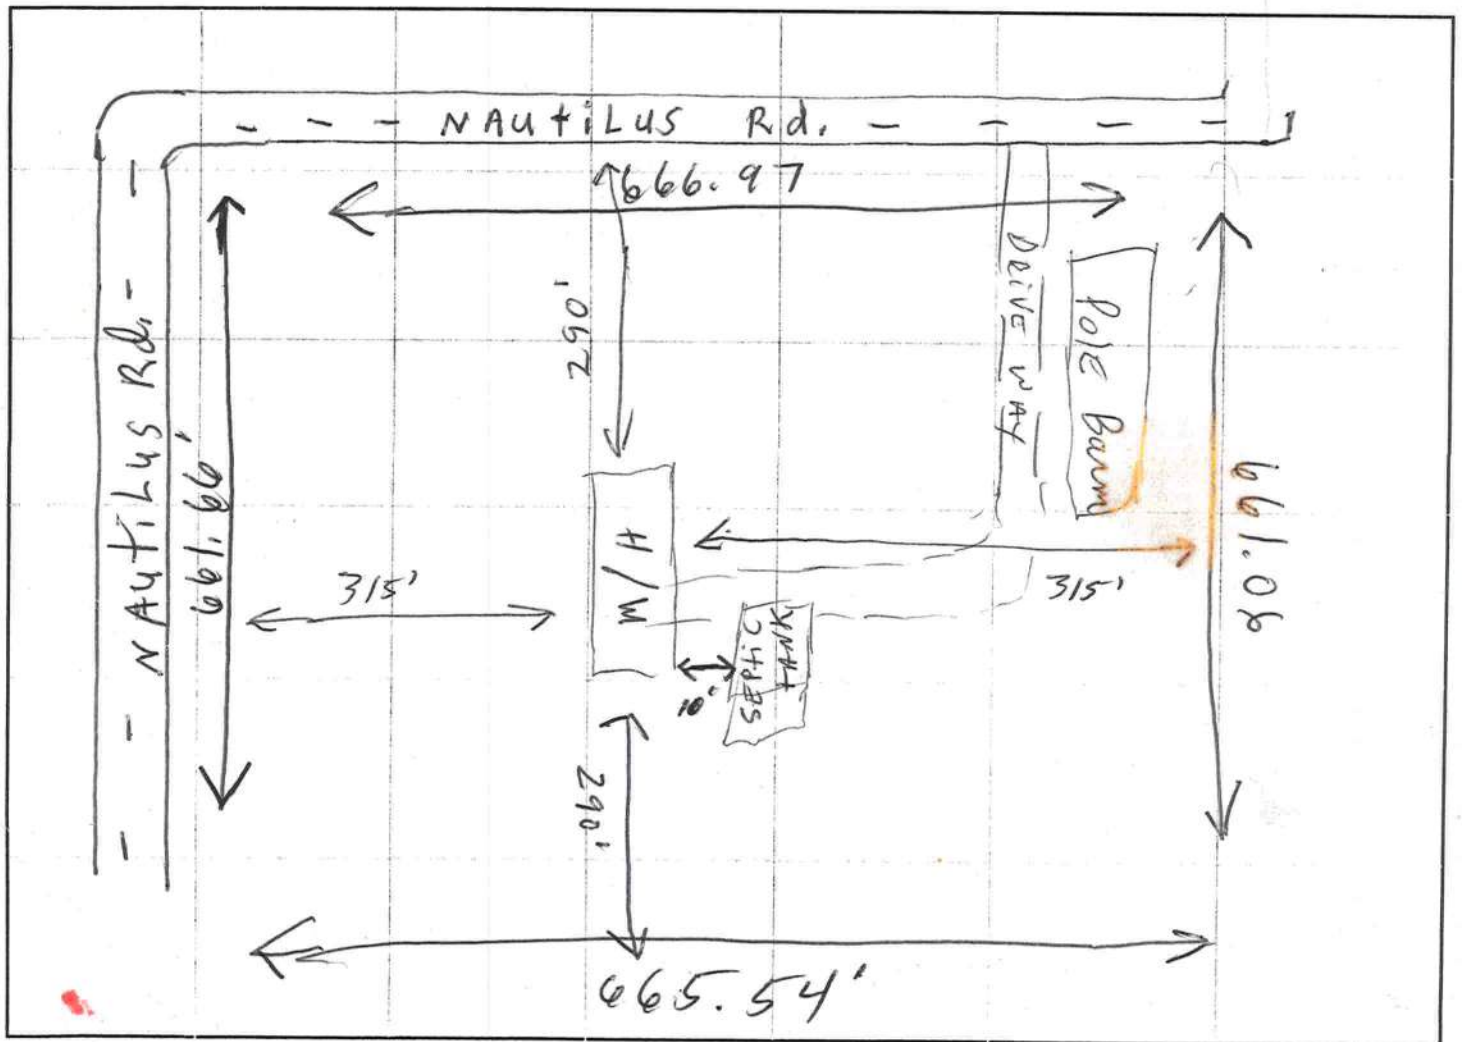 NAutiLus Rd.
666.97
NAutiLus Rd.
661.66'
290'
DRiVE WAY
PolE Barn
661.08
M/H
315'
315'
SEPtiC
TANK
10'
290'
665.54'